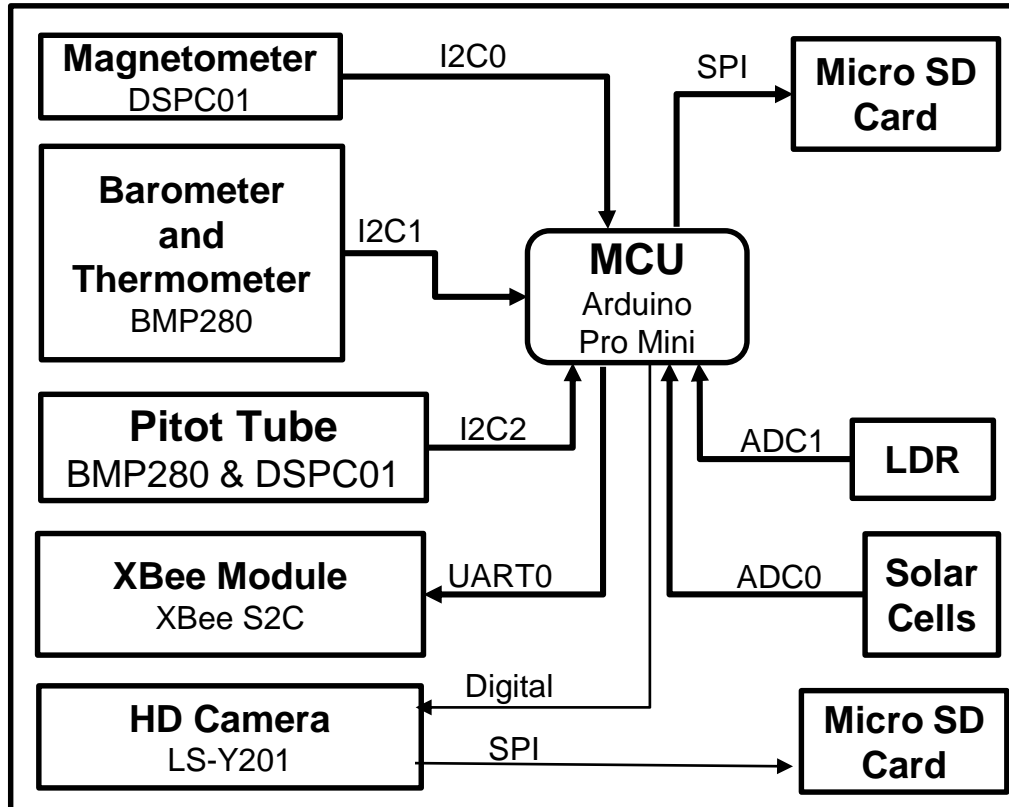 Magnetometer
DSPC01
I2C0
SPI
Micro SD
Card
Barometer
and
Thermometer
BMP280
I2C1
MCU
Arduino
Pro Mini
Pitot Tube
BMP280 & DSPC01
I2C2
ADC1
LDR
XBee Module
XBee S2C
UART0
ADC0
Solar
Cells
HD Camera
LS-Y201
Digital
SPI
Micro SD
Card